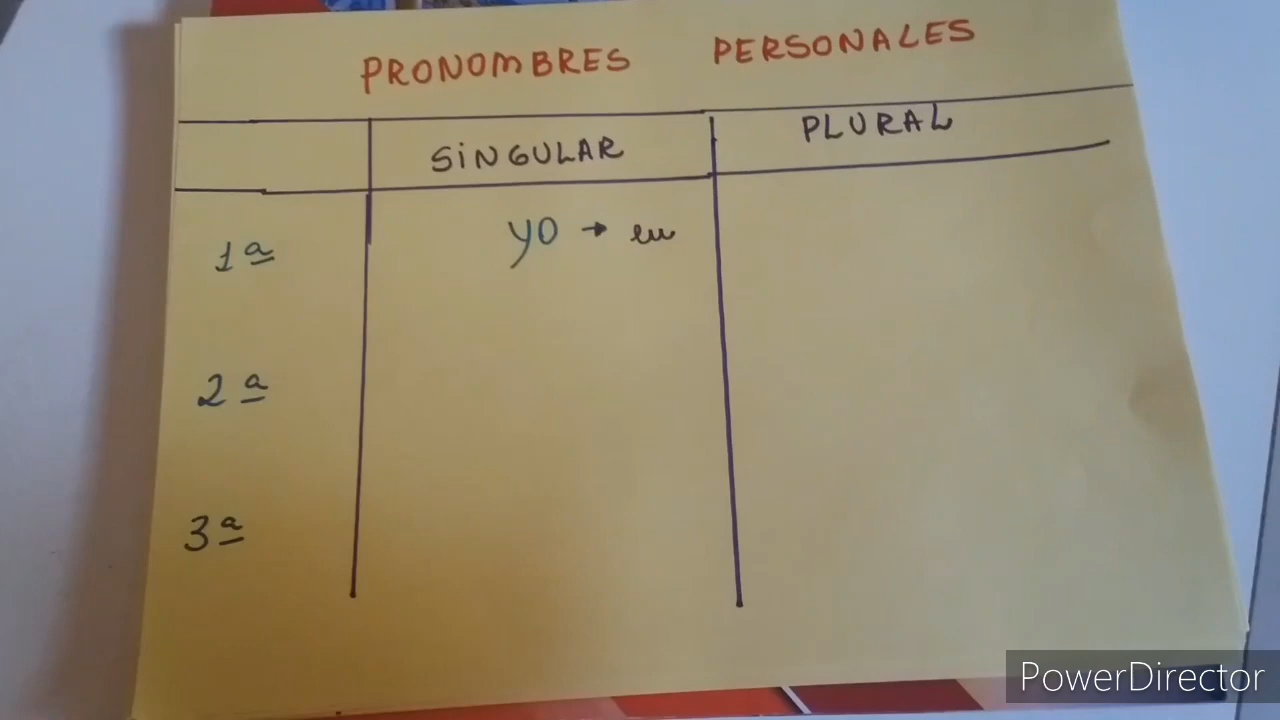 PRONOMBRES PERSONALES
SiNGULAR PLURAL
1ª yo → eu
2ª
3ª
PowerDirector